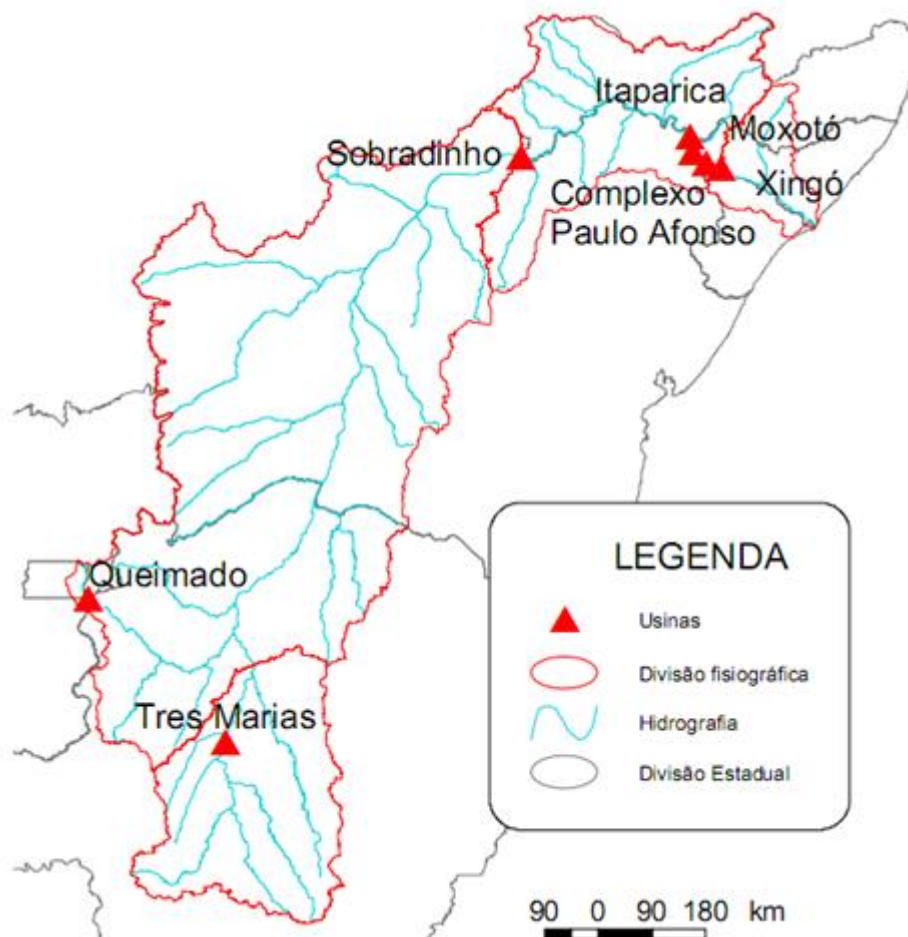 Itaparica
Moxotó
Sobradinho
Xingó
Complexo
Paulo Afonso
Queimado
Tres Marias
LEGENDA
Usinas
Divisão fisiográfica
Hidrografia
Divisão Estadual
90 0 90 180 km